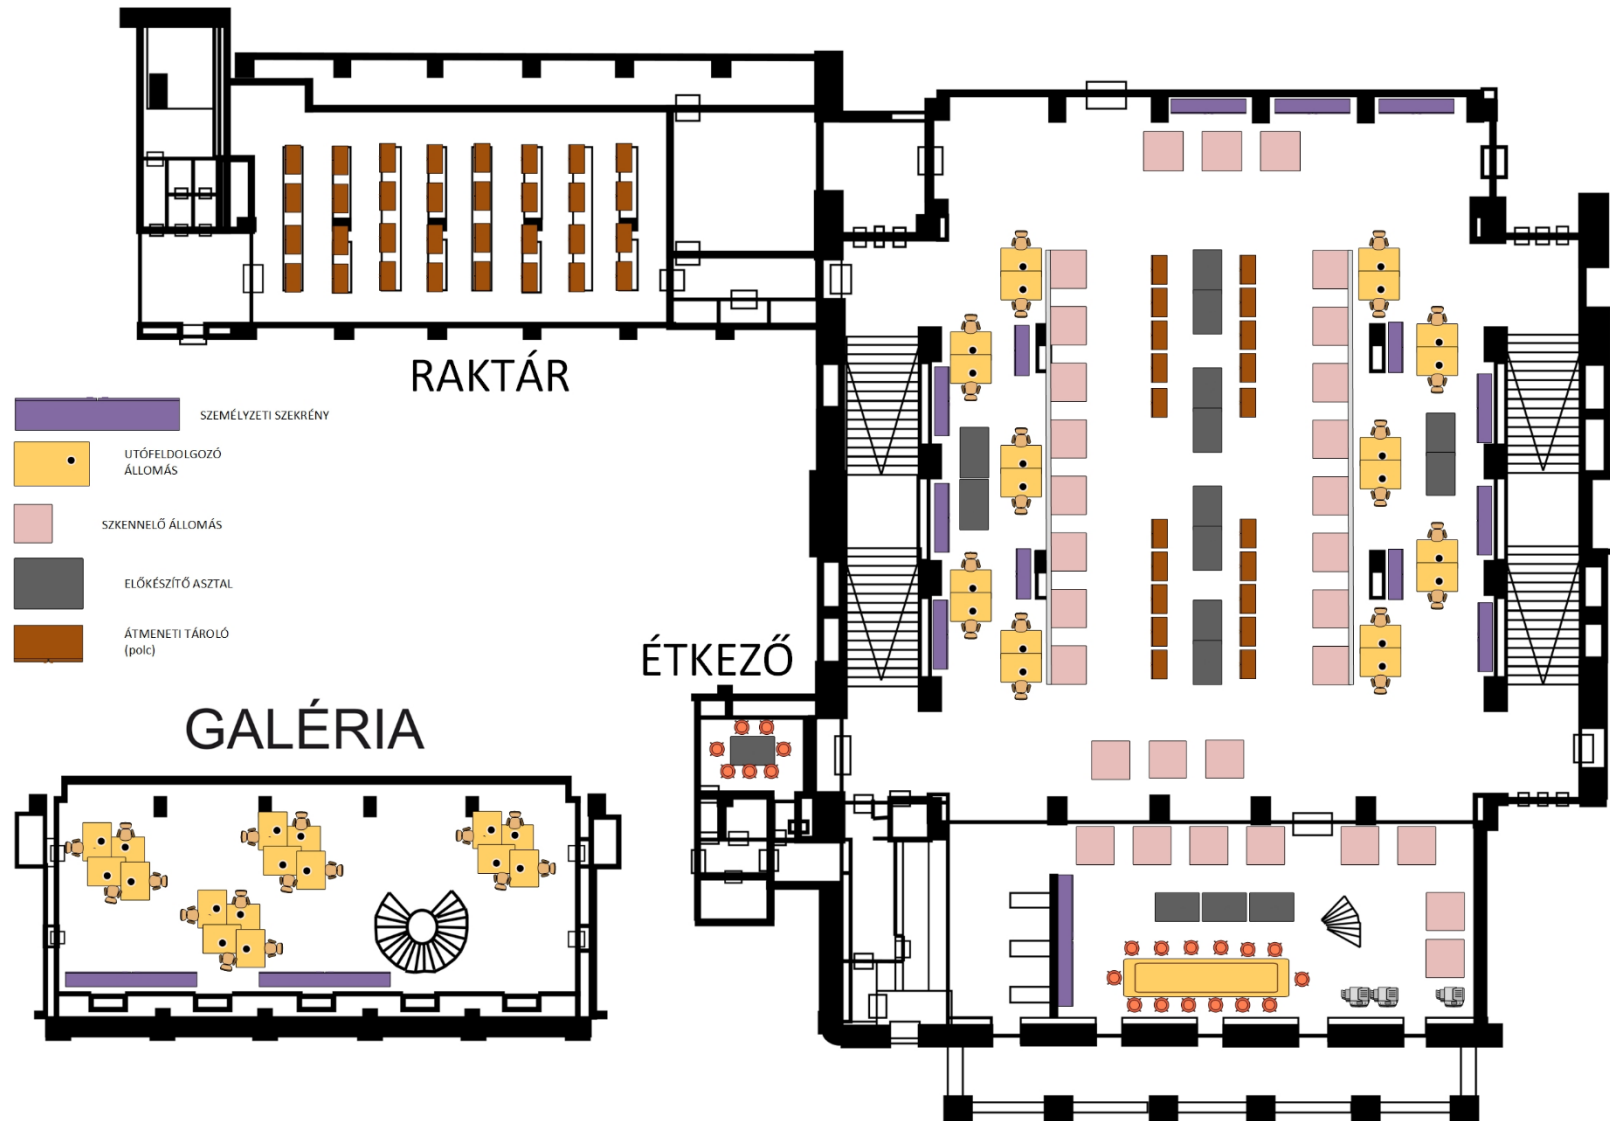 RAKTÁR
SZEMÉLYZETI SZEKRÉNY
UTÓFELDOLGOZÓ
ÁLLOMÁS
SZKENNELŐ ÁLLOMÁS
ELŐKÉSZÍTŐ ASZTAL
ÁTMENETI TÁROLÓ
(polc)
ÉTKEZŐ
GALÉRIA